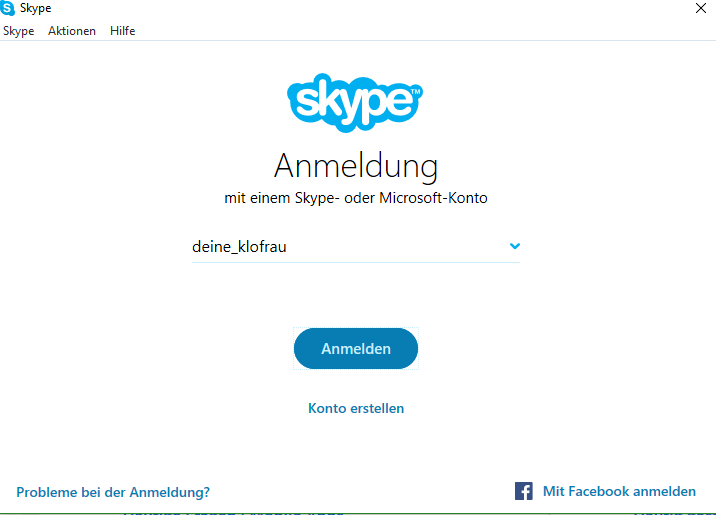 Skype
Skype Aktionen Hilfe
skype™
Anmeldung
mit einem Skype- oder Microsoft-Konto
deine_klofrau
Anmelden
Konto erstellen
Probleme bei der Anmeldung?
Mit Facebook anmelden